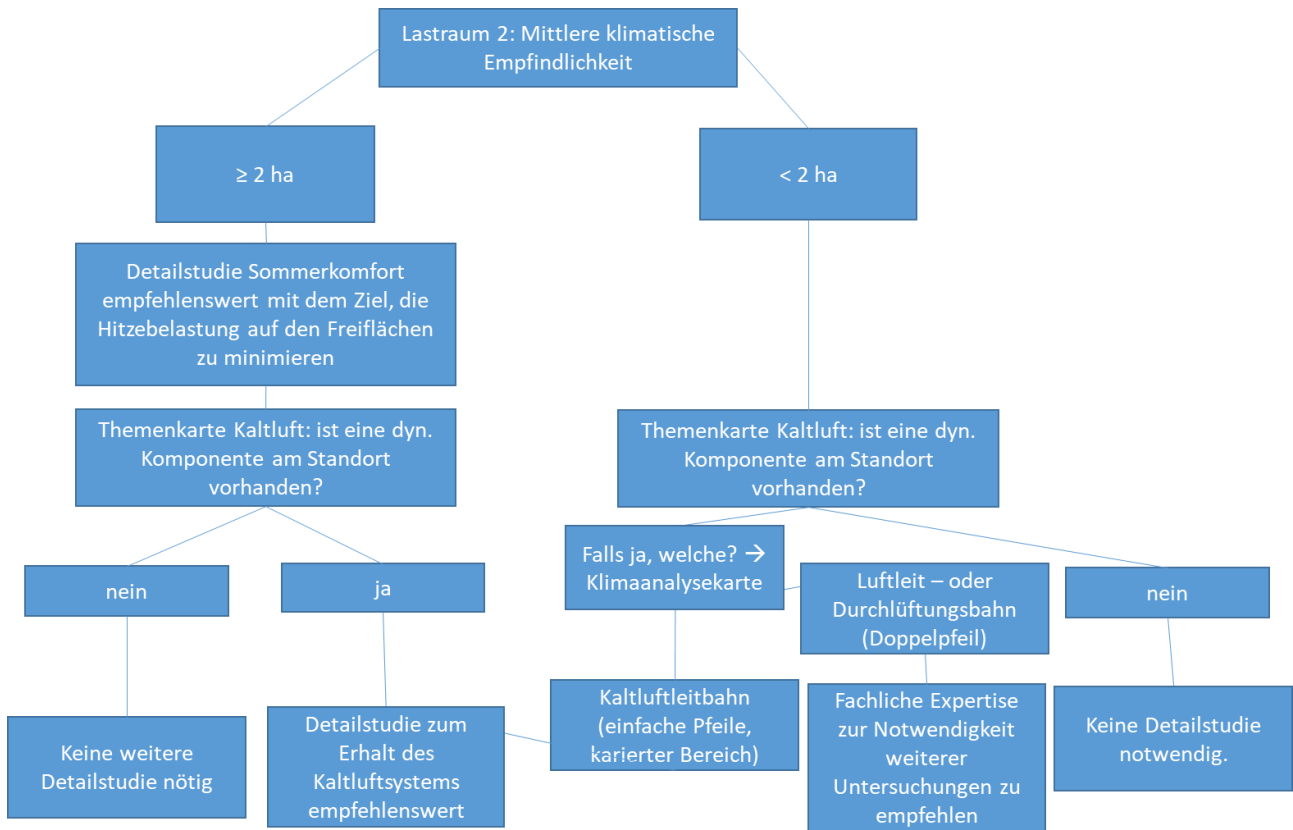 Lastraum 2: Mittlere klimatische
Empfindlichkeit
≥ 2 ha
< 2 ha
Detailstudie Sommerkomfort
empfehlenswert mit dem Ziel, die
Hitzebelastung auf den Freiflächen
zu minimieren
Themenkarte Kaltluft: ist eine dyn.
Komponente am Standort
vorhanden?
Themenkarte Kaltluft: ist eine dyn.
Komponente am Standort
vorhanden?
nein
ja
Falls ja, welche? →
Klimaanalysekarte
Luftleit – oder
Durchlüftungsbahn
(Doppelpfeil)
nein
Keine weitere
Detailstudie nötig
Detailstudie zum
Erhalt des
Kaltluftsystems
empfehlenswert
Kaltluftleitbahn
(einfache Pfeile,
karierter Bereich)
Fachliche Expertise
zur Notwendigkeit
weiterer
Untersuchungen zu
empfehlen
Keine Detailstudie
notwendig.